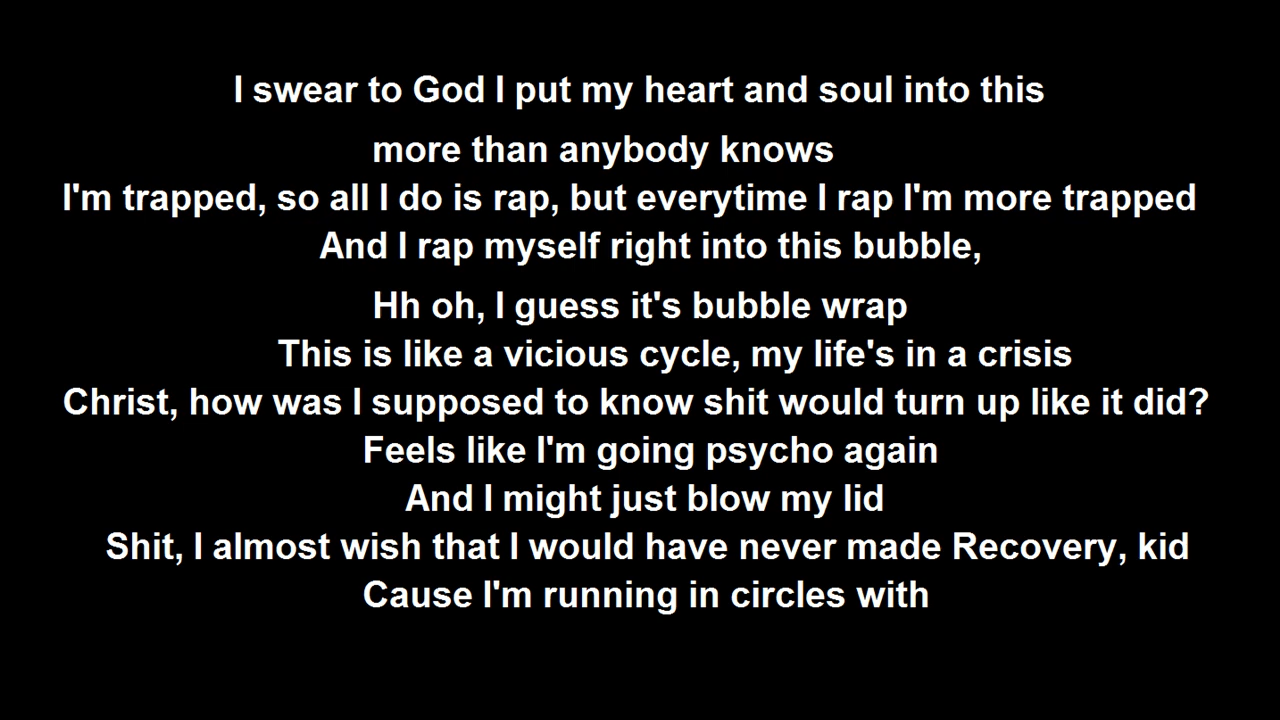 I swear to God I put my heart and soul into this
more than anybody knows
I'm trapped, so all I do is rap, but everytime I rap I'm more trapped
And I rap myself right into this bubble,
Hh oh, I guess it's bubble wrap
This is like a vicious cycle, my life's in a crisis
Christ, how was I supposed to know shit would turn up like it did?
Feels like I'm going psycho again
And I might just blow my lid
Shit, I almost wish that I would have never made Recovery, kid
Cause I'm running in circles with